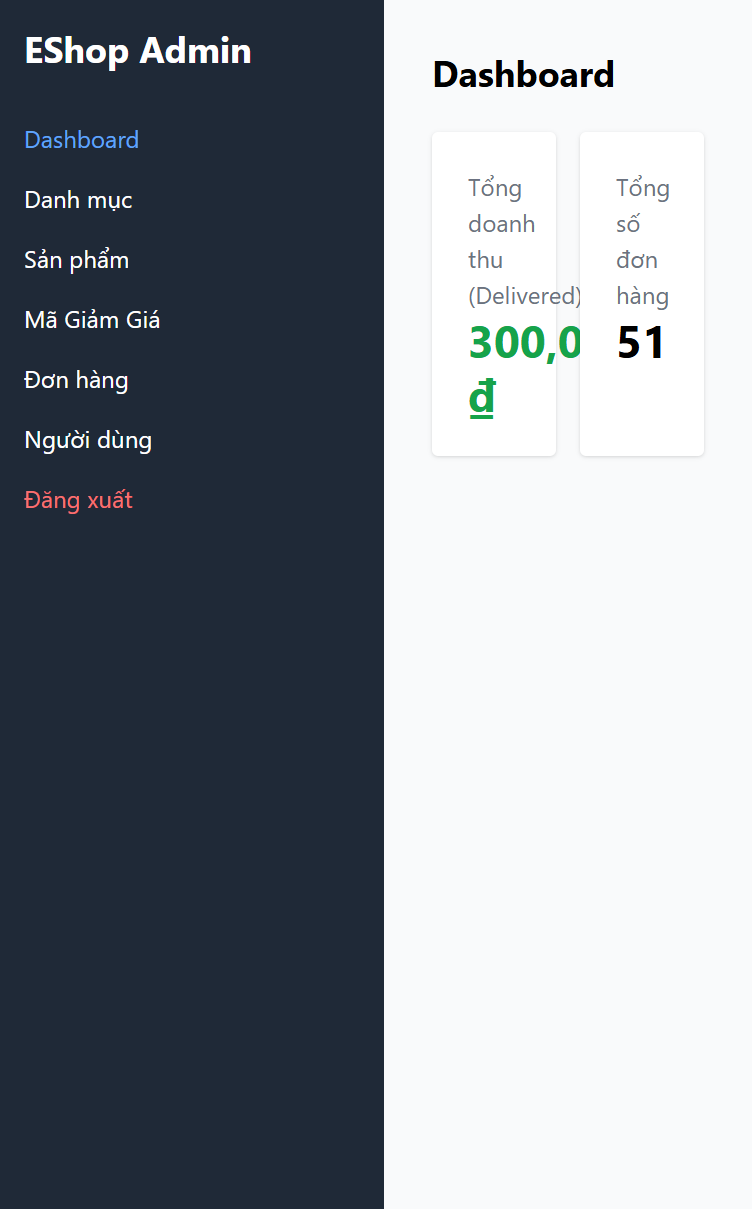 EShop Admin
Dashboard
Danh mục
Sản phẩm
Mã Giảm Giá
Đơn hàng
Người dùng
Đăng xuất
Dashboard
Tổng
doanh
thu
(Delivered)
300,0
₫
Tổng
số
đơn
hàng
51